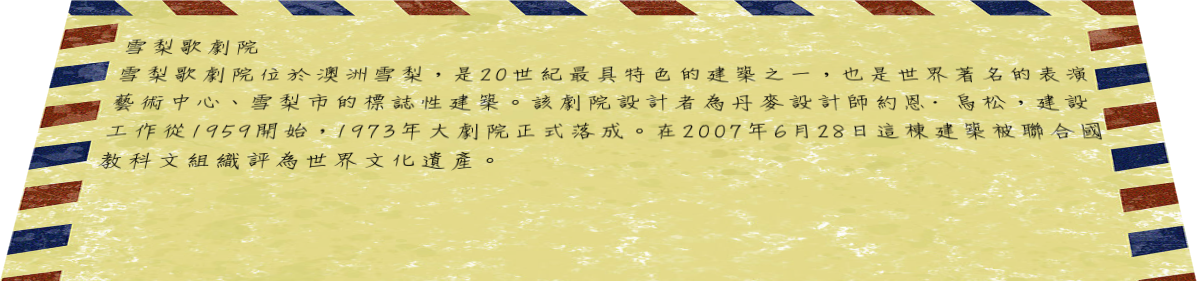 雪梨歌劇院
雪梨歌劇院位於澳洲雪梨，是20世紀最具特色的建築之一，也是世界著名的表演
藝術中心、雪梨市的標誌性建築。該劇院設計者為丹麥設計師約恩·烏松，建設
工作從1959開始，1973年大劇院正式落成。在2007年6月28日這棟建築被聯合國
教科文組織評為世界文化遺產。